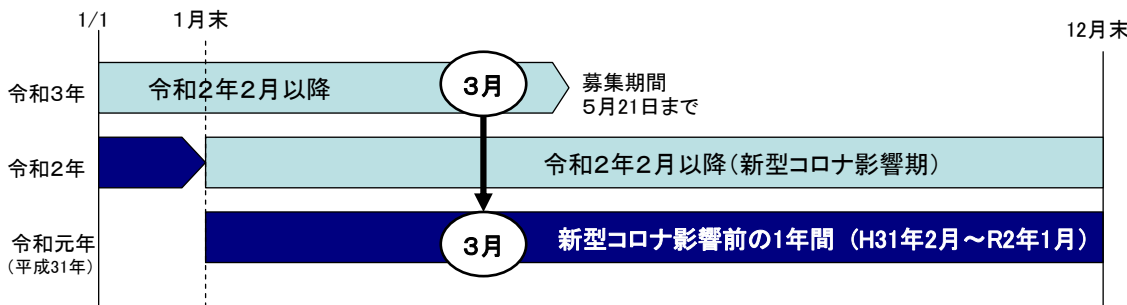 1/1
1月末
12月末
令和3年
令和2年2月以降
3月
募集期間
5月21日まで
令和2年
令和2年2月以降(新型コロナ影響期)
令和元年
(平成31年)
3月
新型コロナ影響前の1年間 (H31年2月～R2年1月)